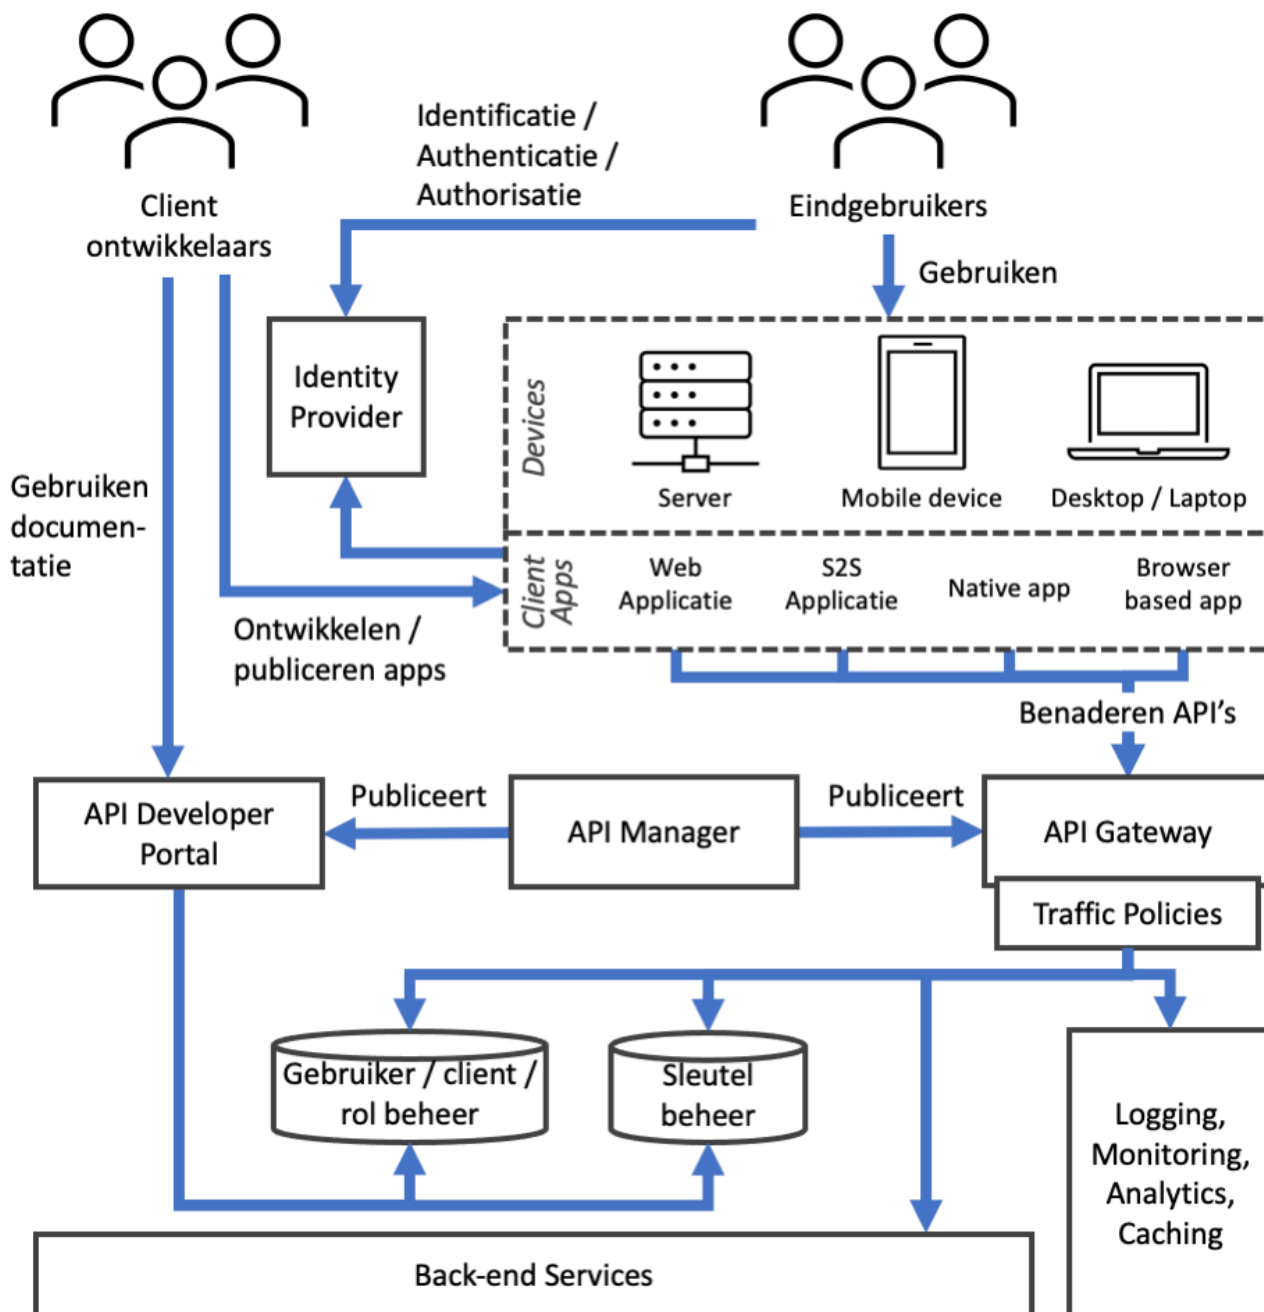 Identificatie /
Authenticatie /
Authorisatie
Client
ontwikkelaars
Eindgebruikers
Gebruiken
Identity
Provider
Devices
Server
Mobile device
Desktop / Laptop
Gebruiken
documen-
tatie
Client
Apps
Web
Applicatie
S2S
Applicatie
Native app
Browser
based app
Ontwikkelen /
publiceren apps
Benaderen API’s
API Developer
Portal
Publiceert
API Manager
Publiceert
API Gateway
Traffic Policies
Gebruiker / client /
rol beheer
Sleutel
beheer
Logging,
Monitoring,
Analytics,
Caching
Back-end Services